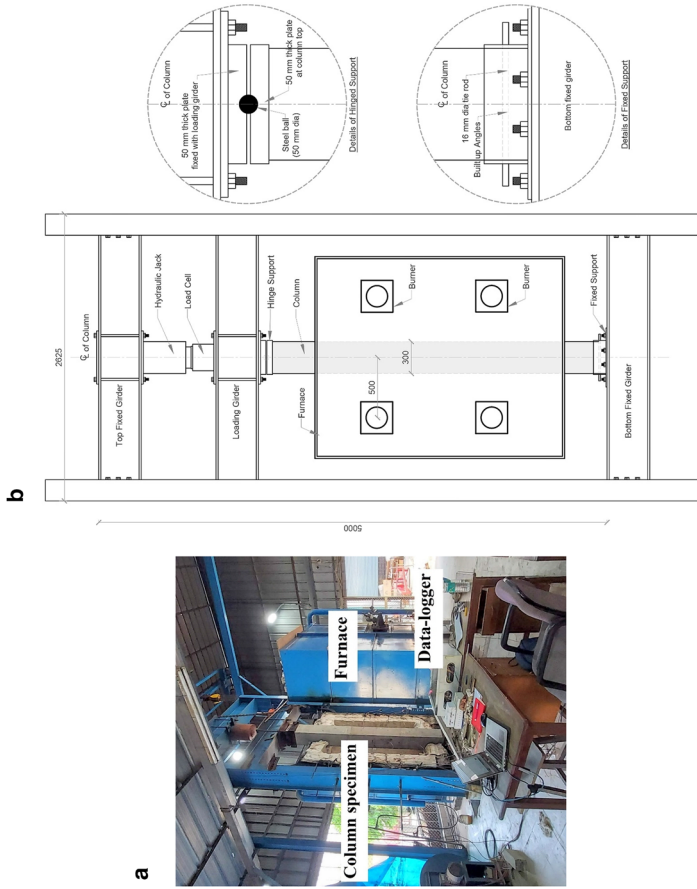 a
Column specimen
Furnace
Data-logger
b
2625
5000
℄ of Column
Top Fixed Girder
Hydraulic Jack
Load Cell
Loading Girder
Hinge Support
Column
Furnace
Burner
500
300
Burner
Fixed Support
Bottom Fixed Girder
℄ of Column
50 mm thick plate
fixed with loading girder
Steel ball
(50 mm dia)
50 mm thick plate
at column top
Details of Hinged Support
℄ of Column
16 mm dia tie rod
Built up Angles
Bottom fixed girder
Details of Fixed Support